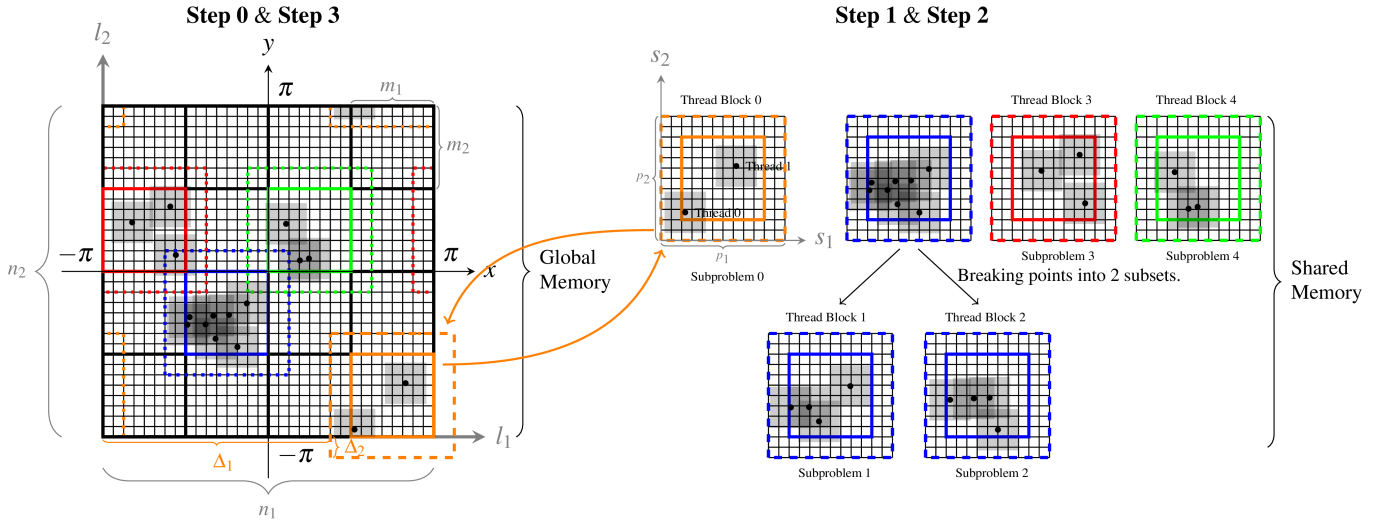 Step 0 & Step 3
Step 1 & Step 2
l₂
y
π
m₁
m₂
n₂
−π
π
x
Global
Memory
l₁
Δ₁
Δ₂
−π
n₁
s₂
Thread Block 0
p₂
Thread 1
Thread 0
s₁
p₁
Subproblem 0
Thread Block 3
Thread Block 4
Subproblem 3
Subproblem 4
Breaking points into 2 subsets.
Shared
Memory
Thread Block 1
Thread Block 2
Subproblem 1
Subproblem 2